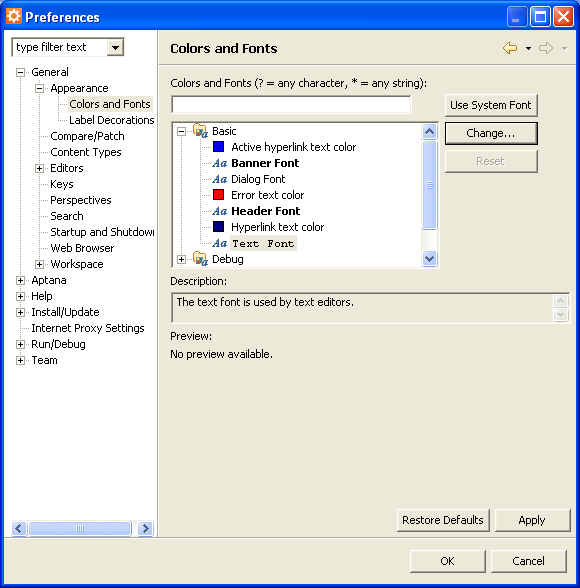 Preferences
type filter text
General
Appearance
Colors and Fonts
Label Decorations
Compare/Patch
Content Types
Editors
Keys
Perspectives
Search
Startup and Shutdown
Web Browser
Workspace
Aptana
Help
Install/Update
Internet Proxy Settings
Run/Debug
Team
Colors and Fonts
Colors and Fonts (? = any character, * = any string):
Use System Font
Change...
Reset
Basic
Active hyperlink text color
Aa Banner Font
Aa Dialog Font
Error text color
Aa Header Font
Hyperlink text color
Aa Text Font
Debug
Description:
The text font is used by text editors.
Preview:
No preview available.
Restore Defaults
Apply
OK
Cancel